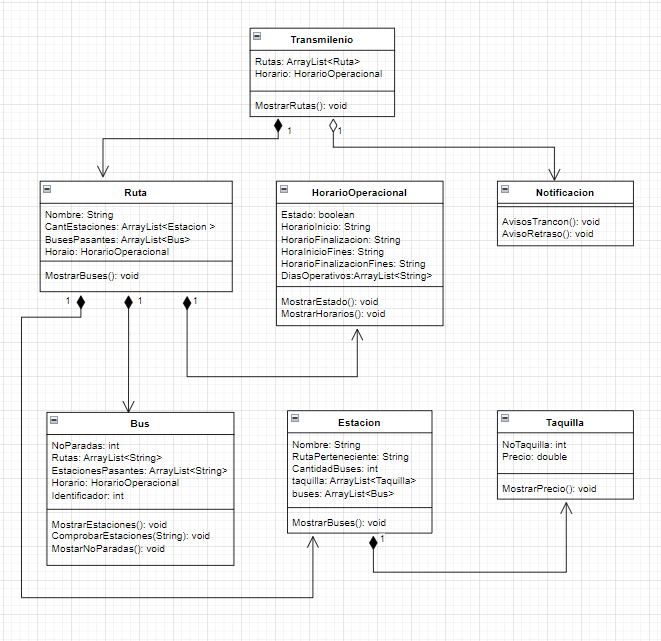 Transmilenio
Rutas: ArrayList<Ruta>
Horario: HorarioOperacional
MostrarRutas(): void
1
1
Ruta
Nombre: String
CantEstaciones: ArrayList<Estacion >
BusesPasantes: ArrayList<Bus>
Horaio: HorarioOperacional
MostrarBuses(): void
1
1
1
HorarioOperacional
Estado: boolean
HorarioInicio: String
HorarioFinalizacion: String
HoraInicioFines: String
HorarioFinalizacionFines: String
DiasOperativos:ArrayList<String>
MostrarEstado(): void
MostrarHorarios(): void
Notificacion
AvisosTrancon(): void
AvisoRetraso(): void
Bus
NoParadas: int
Rutas: ArrayList<String>
EstacionesPasantes: ArrayList<String>
Horario: HorarioOperacional
Identificador: int
MostrarEstaciones(): void
ComprobarEstaciones(String): void
MostarNoParadas(): void
Estacion
Nombre: String
RutaPerteneciente: String
CantidadBuses: int
taquilla: ArrayList<Taquilla>
buses: ArrayList<Bus>
MostrarBuses(): void
1
Taquilla
NoTaquilla: int
Precio: double
MostrarPrecio(): void